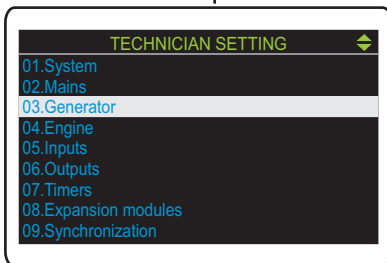 TECHNICIAN SETTING
01.System
02.Mains
03.Generator
04.Engine
05.Inputs
06.Outputs
07.Timers
08.Expansion modules
09.Synchronization